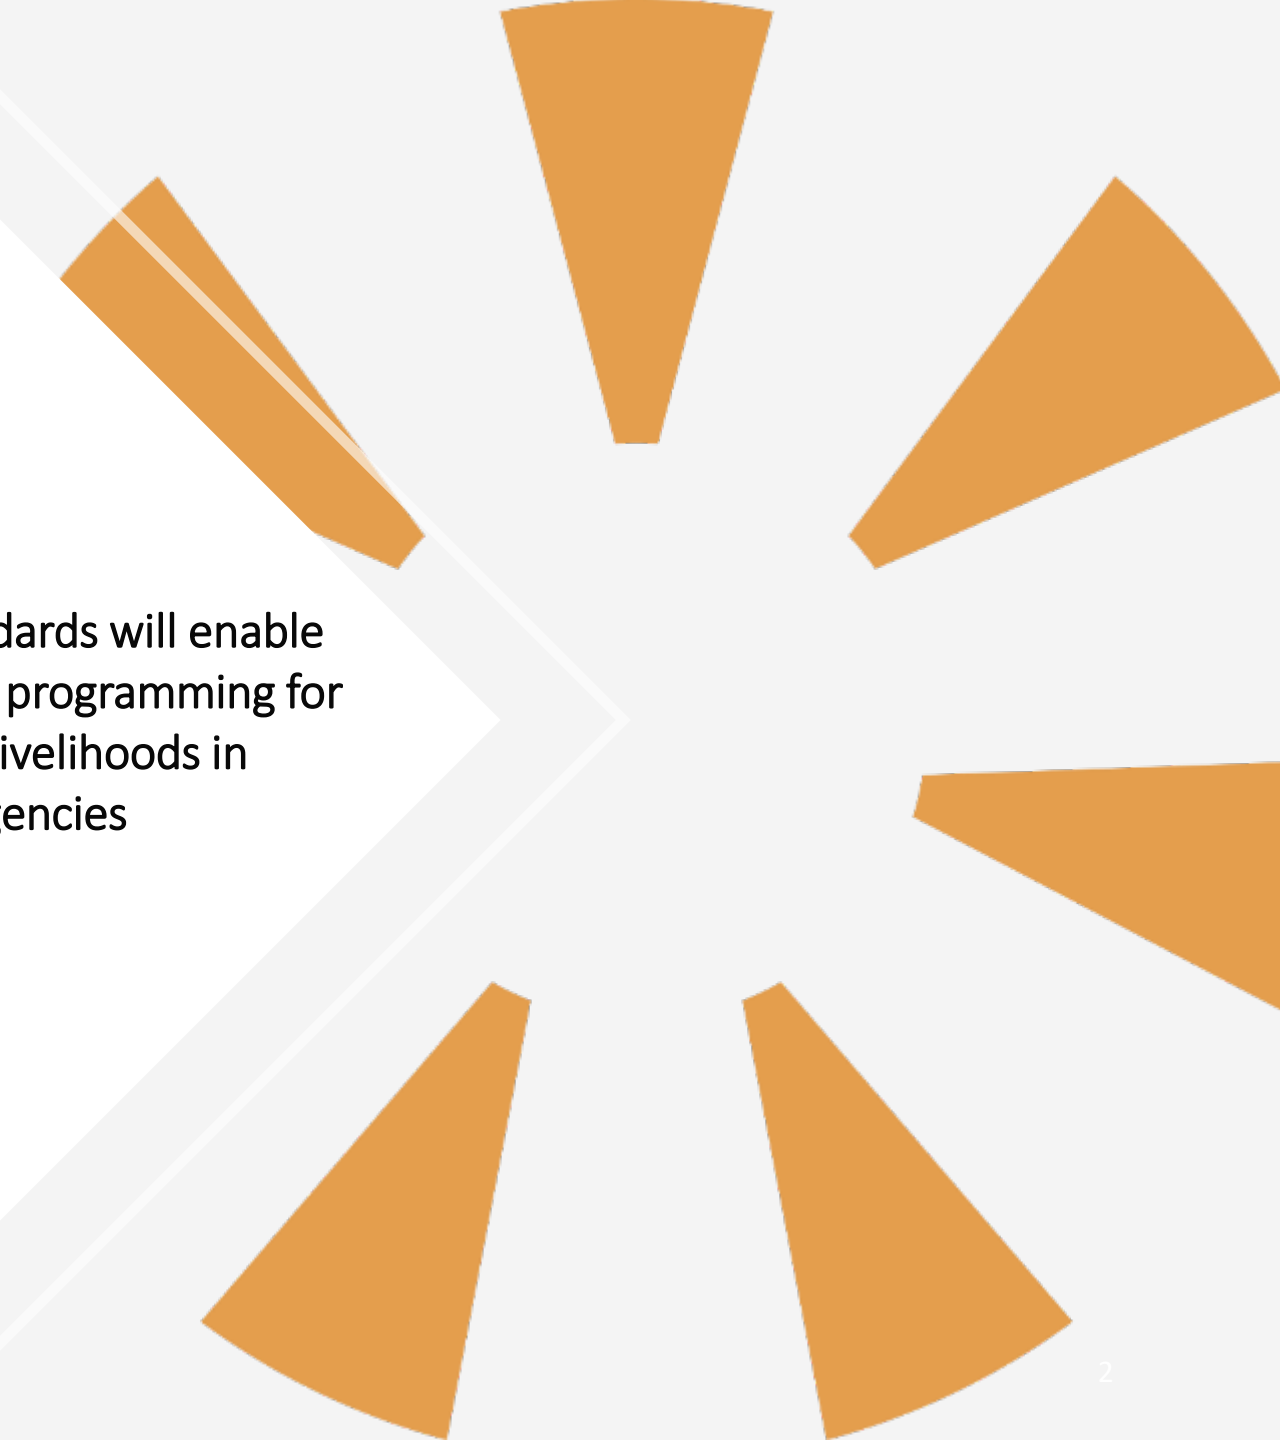 dards will enable
programming for
ivelihoods in
gencies
2